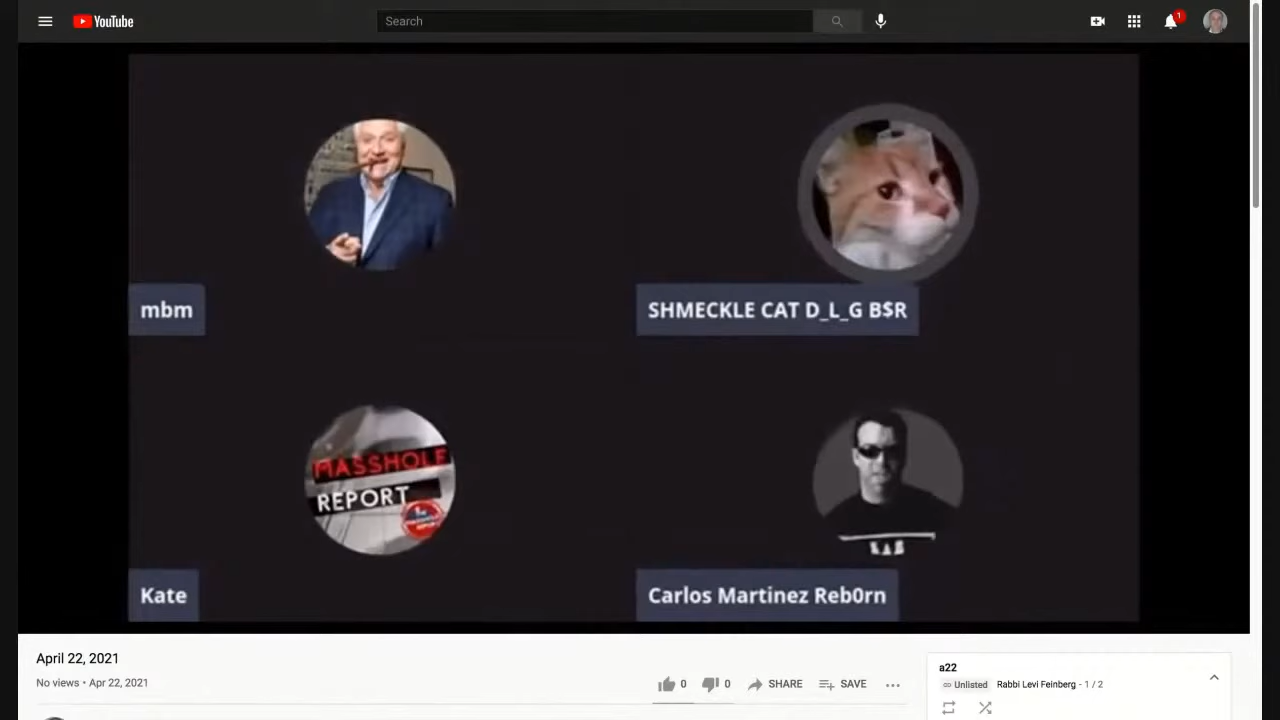 YouTube
Search
1
mbm
SHMECKLE CAT D_L_G B$R
MASSHOLE
REPORT
Kate
Carlos Martinez Reb0rn
April 22, 2021
No views • Apr 22, 2021
0
0
SHARE
SAVE
a22
Unlisted Rabbi Levi Feinberg - 1 / 2